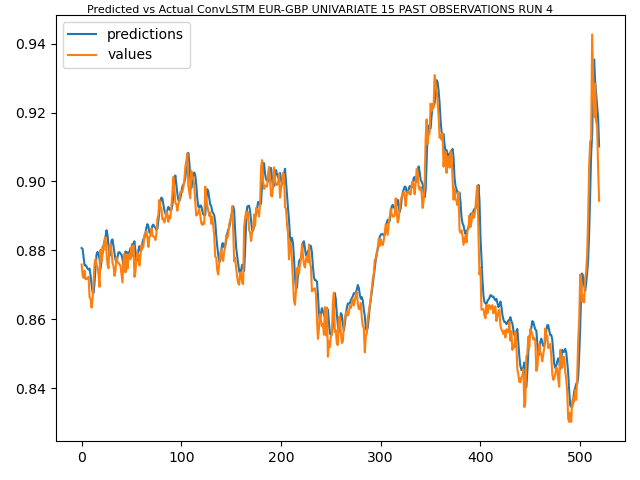 Predicted vs Actual ConvLSTM EUR-GBP UNIVARIATE 15 PAST OBSERVATIONS RUN 4
predictions
values
0.94
0.92
0.90
0.88
0.86
0.84
0 100 200 300 400 500